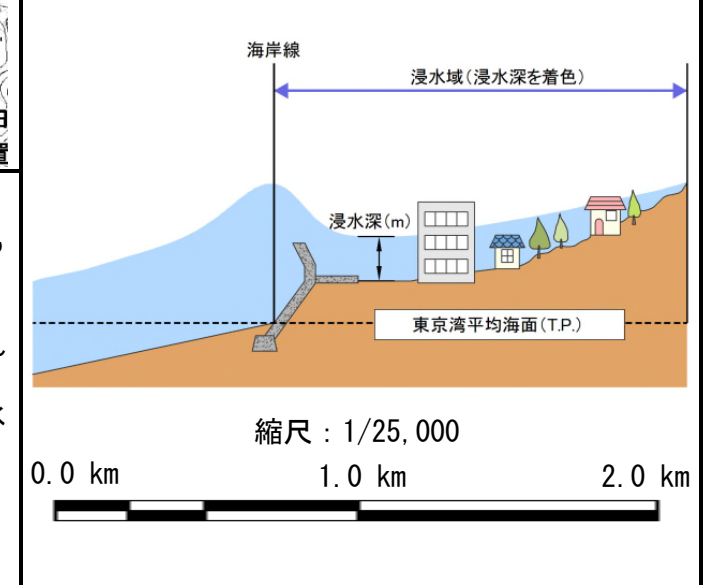 海岸線
浸水域(浸水深を着色)
浸水深(m)
東京湾平均海面(T.P.)
縮尺：1/25,000
0.0 km 1.0 km 2.0 km